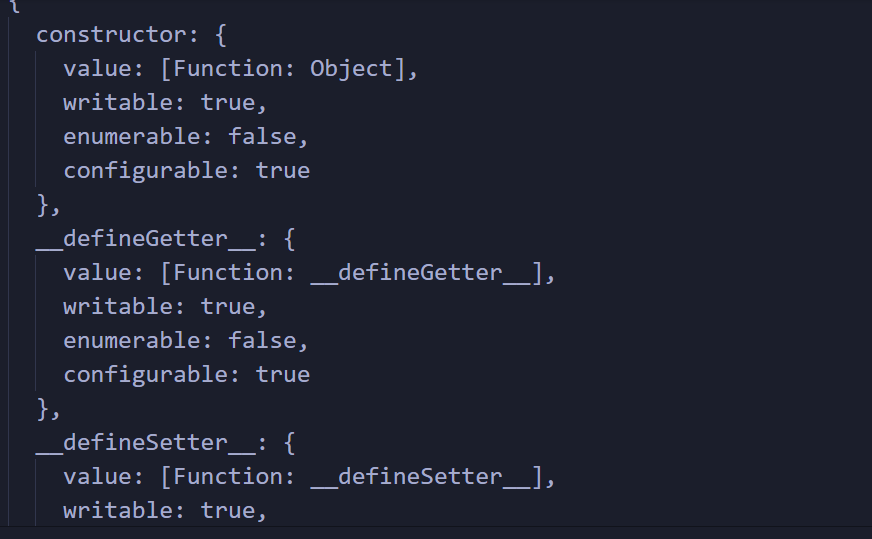 {
constructor: {
value: [Function: Object],
writable: true,
enumerable: false,
configurable: true
},
__defineGetter__: {
value: [Function: __defineGetter__],
writable: true,
enumerable: false,
configurable: true
},
__defineSetter__: {
value: [Function: __defineSetter__],
writable: true,